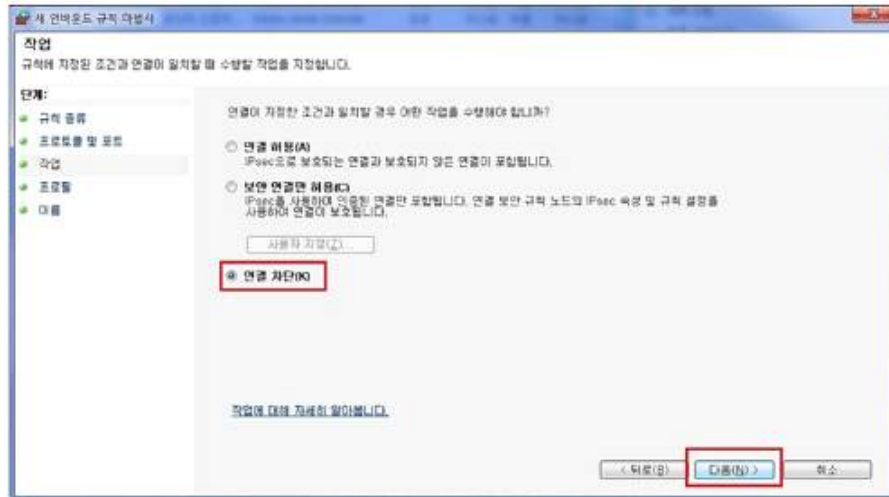 새 인바운드 규칙 마법사
작업
규칙에 지정된 조건과 연결이 일치할 때 수행할 작업을 지정합니다.
단계:
규칙 종류
프로토콜 및 포트
작업
프로필
이름
연결이 지정한 조건과 일치할 경우 어떤 작업을 수행해야 합니까?
연결 허용(A)
IPsec으로 보호되는 연결과 보호되지 않은 연결이 포함됩니다.
보안 연결만 허용(C)
IPsec을 사용하여 인증된 연결만 포함됩니다. 연결 보안 규칙 노드의 IPsec 속성 및 규칙 설정을
사용하여 연결이 보호됩니다.
사용자 지정(Z)...
연결 차단(K)
작업에 대해 자세히 알아봅니다.
< 뒤로(B)
다음(N) >
취소